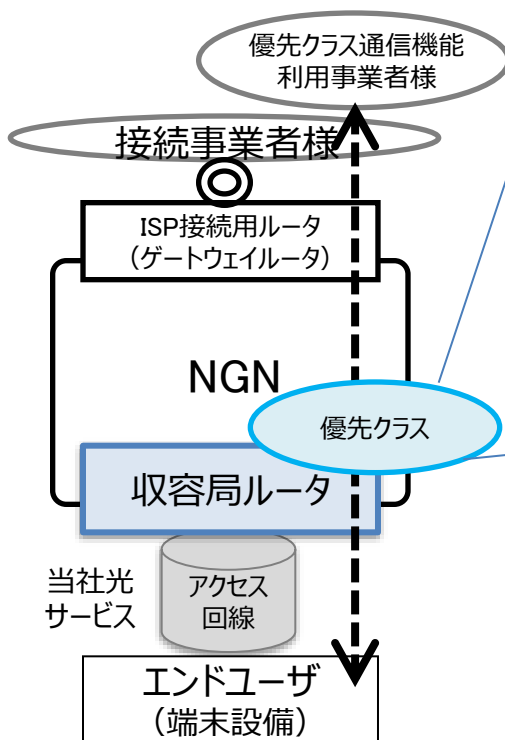 優先クラス通信機能
利用事業者様
接続事業者様
ISP接続用ルータ
（ゲートウェイルータ）
NGN
優先クラス
収容局ルータ
当社光
サービス
アクセス
回線
エンドユーザ
（端末設備）